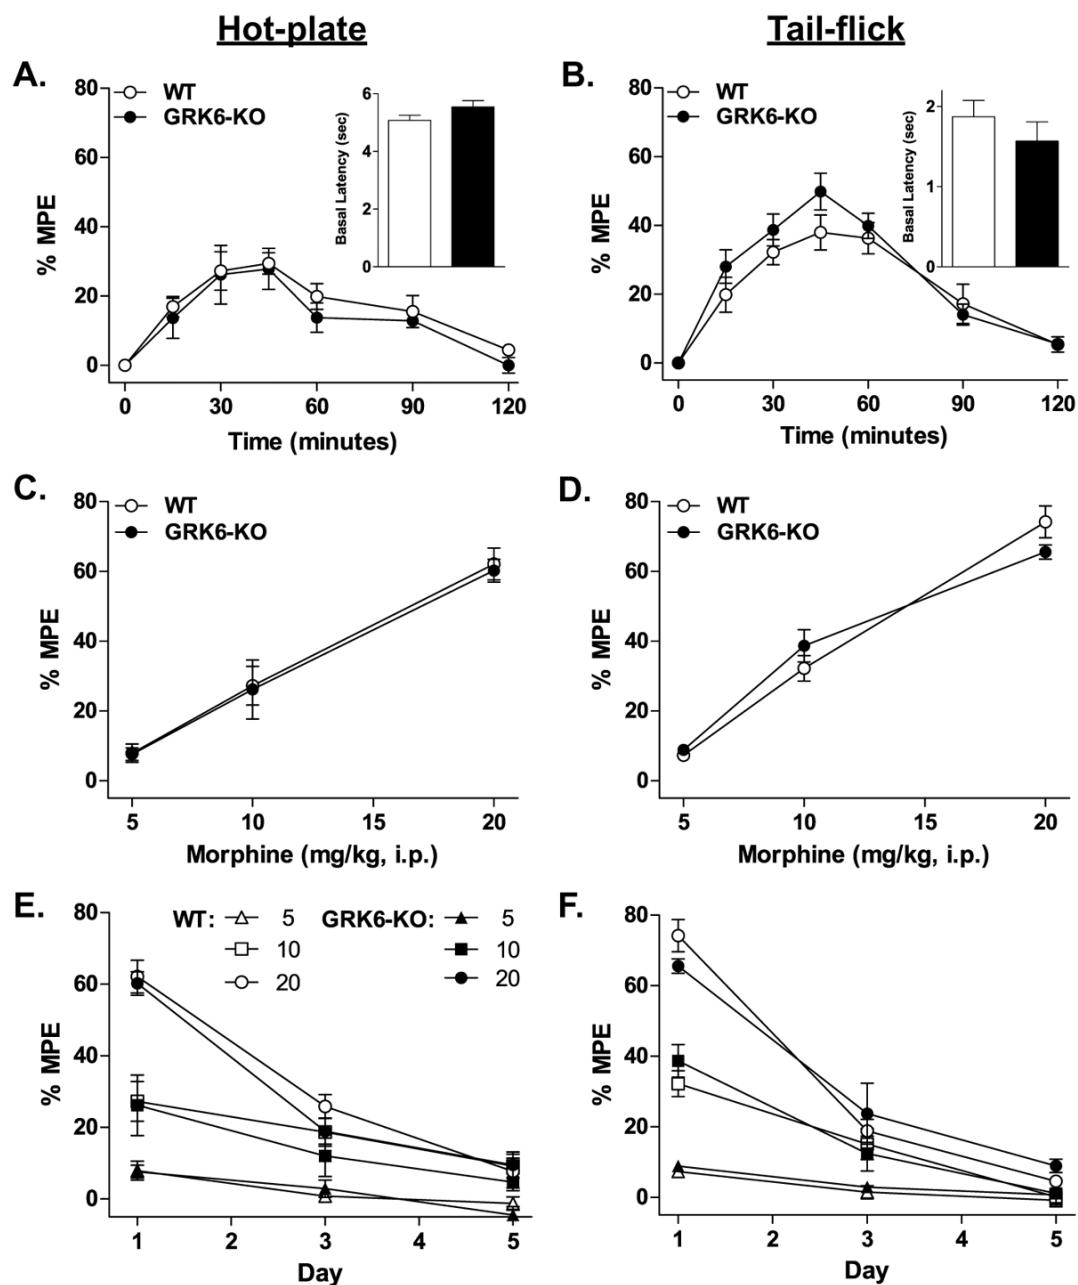 Hot-plate
Tail-flick
A.
80
60
40
20
0
% MPE
WT
GRK6-KO
6
4
2
0
Basal Latency (sec)
0 30 60 90 120
Time (minutes)
B.
80
60
40
20
0
% MPE
WT
GRK6-KO
2
1
0
Basal Latency (sec)
0 30 60 90 120
Time (minutes)
C.
80
60
40
20
0
% MPE
WT
GRK6-KO
5 10 15 20
Morphine (mg/kg, i.p.)
D.
80
60
40
20
0
% MPE
WT
GRK6-KO
5 10 15 20
Morphine (mg/kg, i.p.)
E.
80
60
40
20
0
% MPE
WT: 5 GRK6-KO: 5
10 10
20 20
1 2 3 4 5
Day
F.
80
60
40
20
0
% MPE
1 2 3 4 5
Day